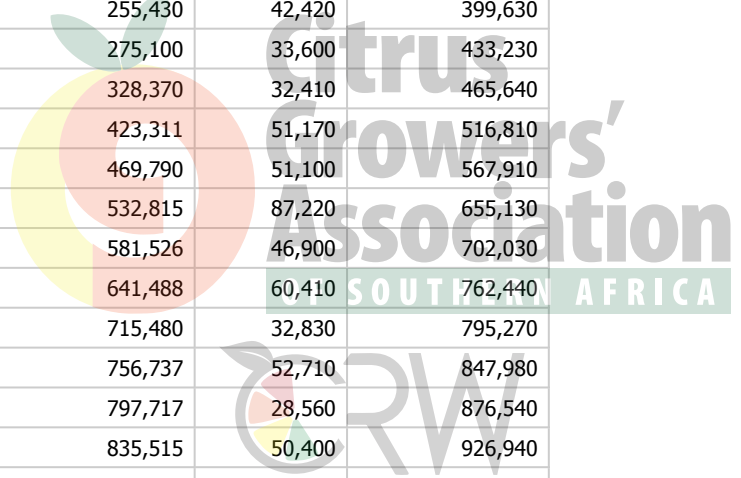 255,430 42,420 399,630
275,100 33,600 433,230
328,370 32,410 465,640
423,311 51,170 516,810
469,790 51,100 567,910
532,815 87,220 655,130
581,526 46,900 702,030
641,488 60,410 762,440
715,480 32,830 795,270
756,737 52,710 847,980
797,717 28,560 876,540
835,515 50,400 926,940
Citrus
Growers'
Association
OF SOUTHERN AFRICA
CRW